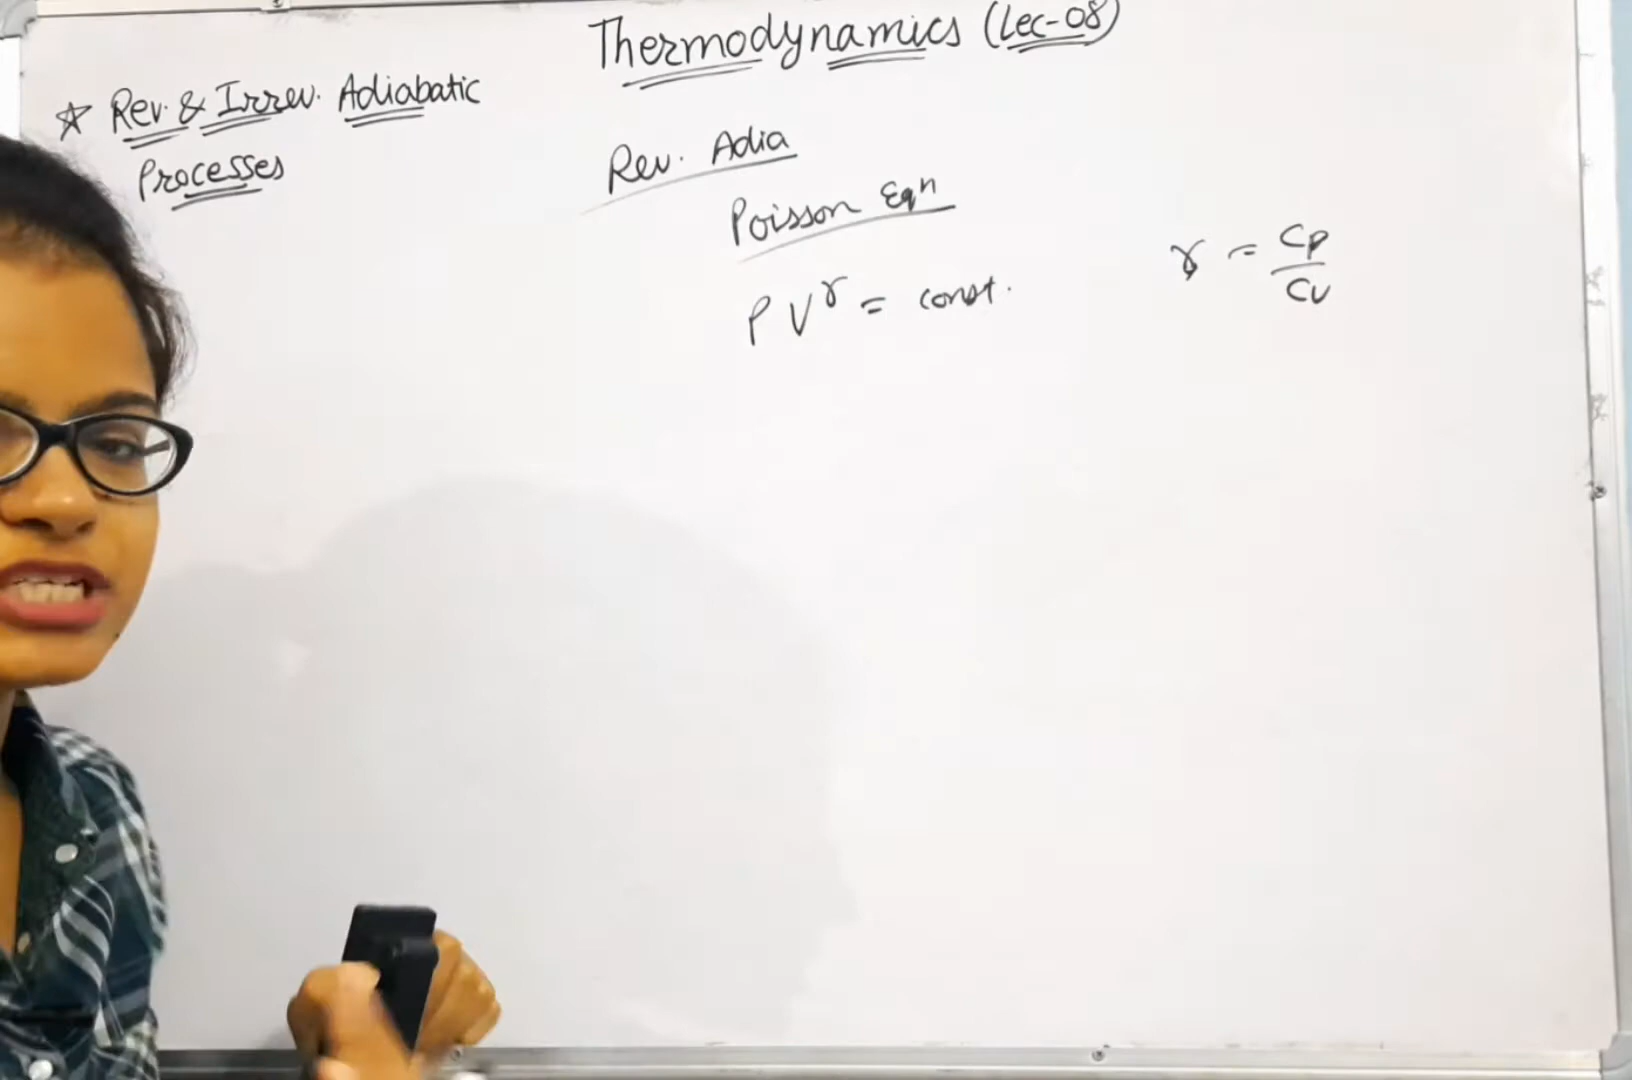 Thermodynamics (Lec-08)
☆ Rev. & Irrev. Adiabatic
Processes
Rev. Adia
Poisson Eqⁿ
PV^γ = const.
γ = Cp/Cv